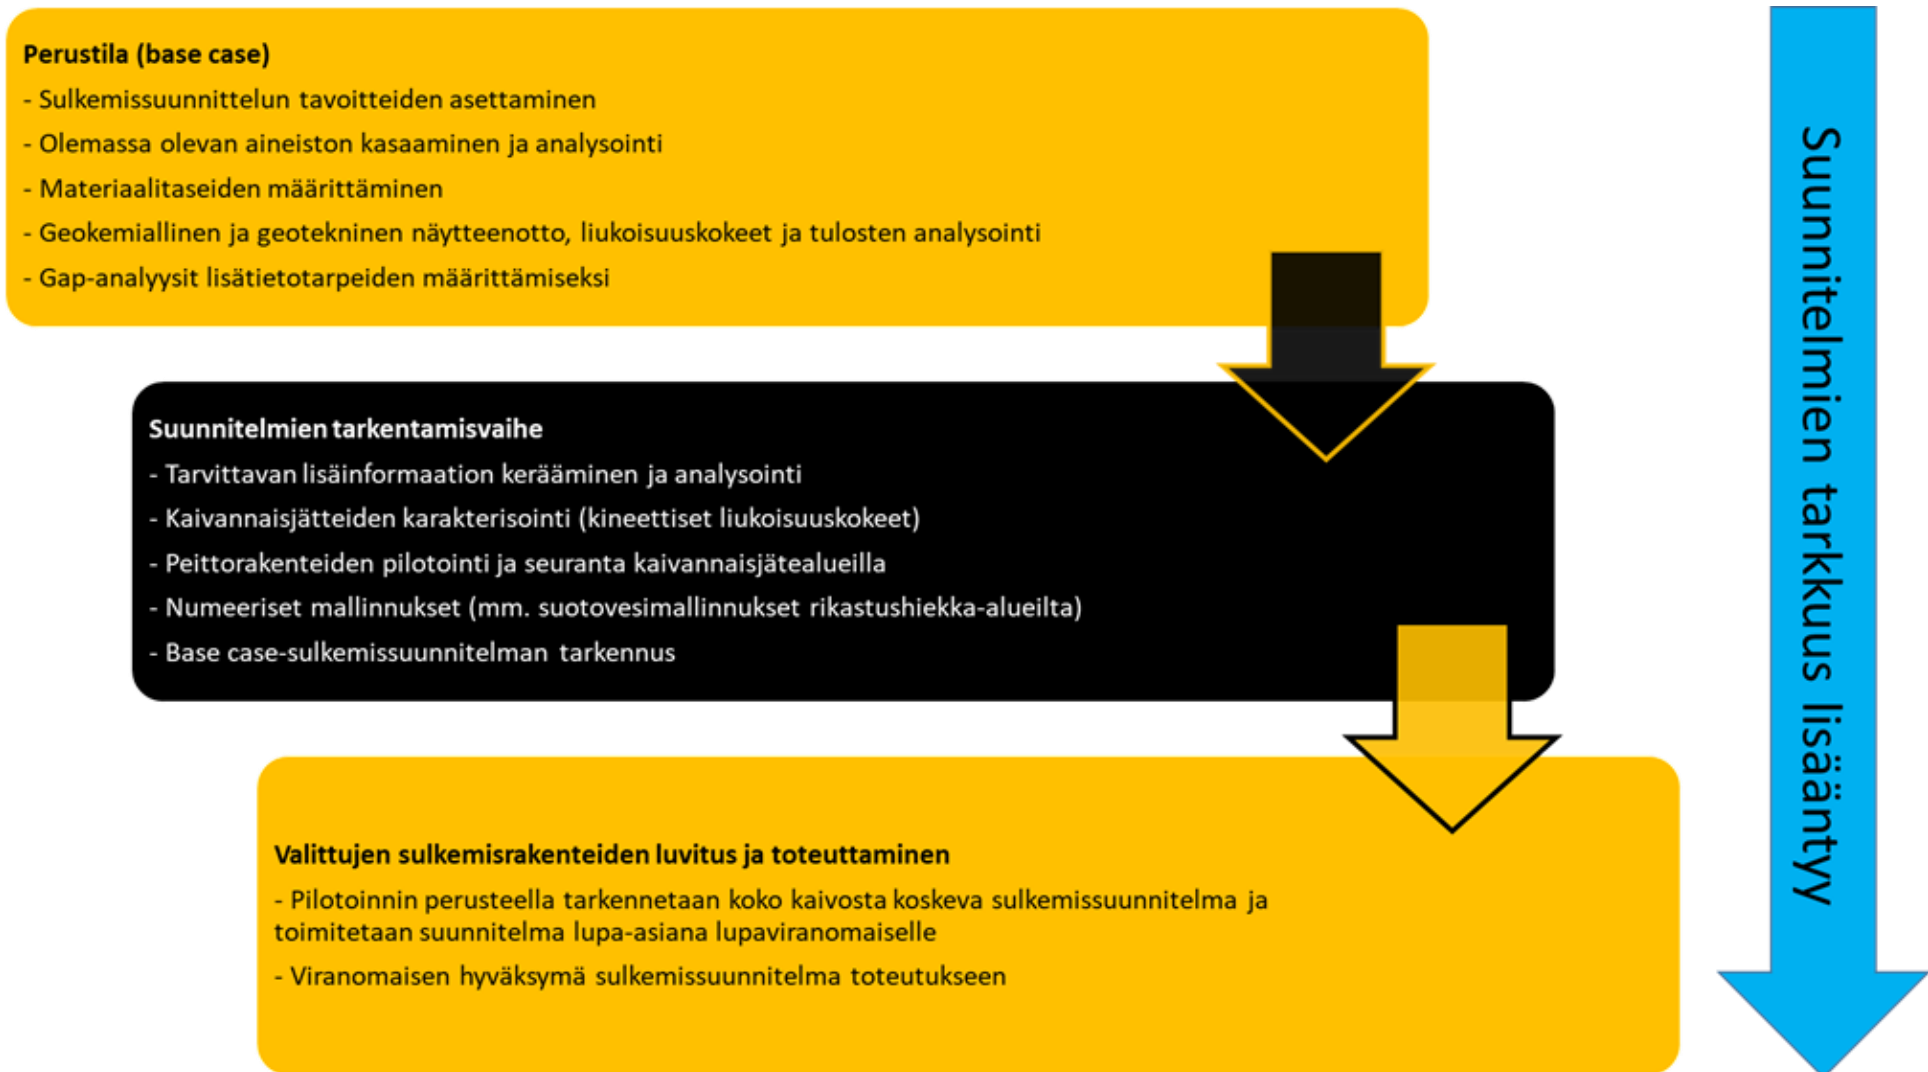 Perustila (base case)
- Sulkemissuunnittelun tavoitteiden asettaminen
- Olemassa olevan aineiston kasaaminen ja analysointi
- Materiaalitaseiden määrittäminen
- Geokemiallinen ja geotekninen näytteenotto, liukoisuuskokeet ja tulosten analysointi
- Gap-analyysit lisätietotarpeiden määrittämiseksi
Suunnitelmien tarkentamisvaihe
- Tarvittavan lisäinformaation kerääminen ja analysointi
- Kaivannaisjätteiden karakterisointi (kineettiset liukoisuuskokeet)
- Peittorakenteiden pilotointi ja seuranta kaivannaisjätealueilla
- Numeeriset mallinnukset (mm. suotovesimallinnukset rikastushiekka-alueilta)
- Base case-sulkemissuunnitelman tarkennus
Valittujen sulkemisrakenteiden luvitus ja toteuttaminen
- Pilotoinnin perusteella tarkennetaan koko kaivosta koskeva sulkemissuunnitelma ja
toimitetaan suunnitelma lupa-asiana lupaviranomaiselle
- Viranomaisen hyväksymä sulkemissuunnitelma toteutukseen
Suunnitelmien tarkkuus lisääntyy